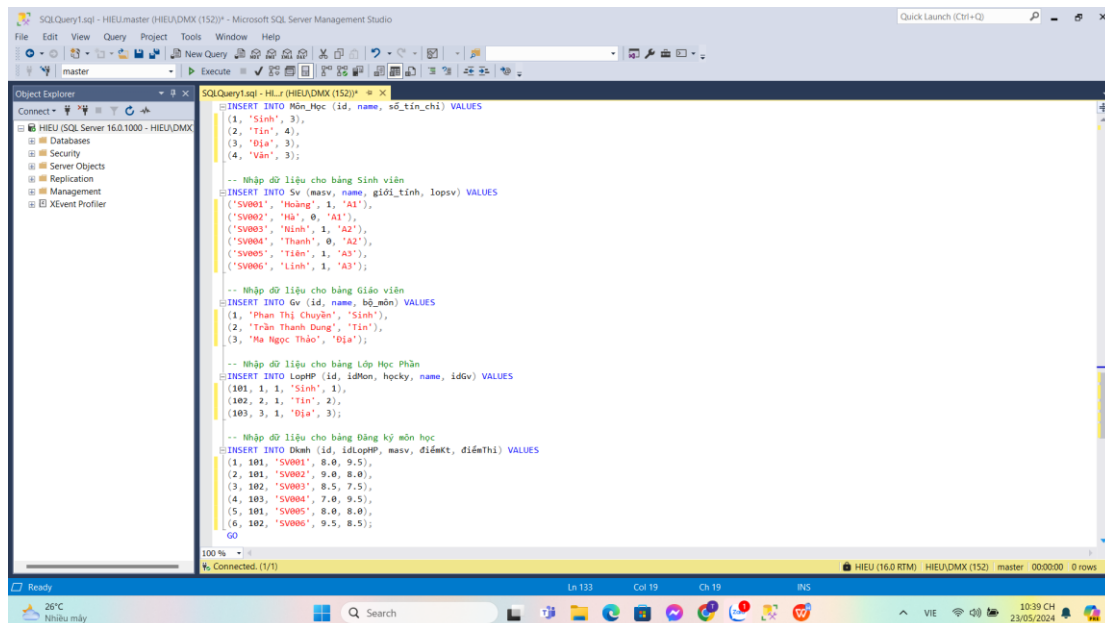 SQLQuery1.sql - HIEU.master (HIEU\DMX (152))* - Microsoft SQL Server Management Studio
Quick Launch (Ctrl+Q)
File Edit View Query Project Tools Window Help
New Query
master
Execute
Object Explorer
SQLQuery1.sql - HI...r (HIEU\DMX (152))*
Connect
HIEU (SQL Server 16.0.1000 - HIEU\DMX
Databases
Security
Server Objects
Replication
Management
XEvent Profiler
INSERT INTO Môn_Học (id, name, số_tín_chỉ) VALUES
(1, 'Sinh', 3),
(2, 'Tin', 4),
(3, 'Địa', 3),
(4, 'Văn', 3);
-- Nhập dữ liệu cho bảng Sinh viên
INSERT INTO Sv (masv, name, giới_tính, lopsv) VALUES
('SV001', 'Hoàng', 1, 'A1'),
('SV002', 'Hà', 0, 'A1'),
('SV003', 'Ninh', 1, 'A2'),
('SV004', 'Thanh', 0, 'A2'),
('SV005', 'Tiên', 1, 'A3'),
('SV006', 'Linh', 1, 'A3');
-- Nhập dữ liệu cho bảng Giáo viên
INSERT INTO Gv (id, name, bộ_môn) VALUES
(1, 'Phan Thị Chuyền', 'Sinh'),
(2, 'Trần Thanh Dung', 'Tin'),
(3, 'Ma Ngọc Thảo', 'Địa');
-- Nhập dữ liệu cho bảng Lớp Học Phần
INSERT INTO LopHP (id, idMon, họcky, name, idGv) VALUES
(101, 1, 1, 'Sinh', 1),
(102, 2, 1, 'Tin', 2),
(103, 3, 1, 'Địa', 3);
-- Nhập dữ liệu cho bảng Đăng ký môn học
INSERT INTO Dkmh (id, idLopHP, masv, điểmKt, điểmThi) VALUES
(1, 101, 'SV001', 8.0, 9.5),
(2, 101, 'SV002', 9.0, 8.0),
(3, 102, 'SV003', 8.5, 7.5),
(4, 103, 'SV004', 7.0, 9.5),
(5, 101, 'SV005', 8.0, 8.0),
(6, 102, 'SV006', 9.5, 8.5);
GO
100 %
Connected. (1/1)
HIEU (16.0 RTM) HIEU\DMX (152) master 00:00:00 0 rows
Ready
Ln 133 Col 19 Ch 19 INS
26°C
Nhiều mây
Search
VIE
10:39 CH
23/05/2024